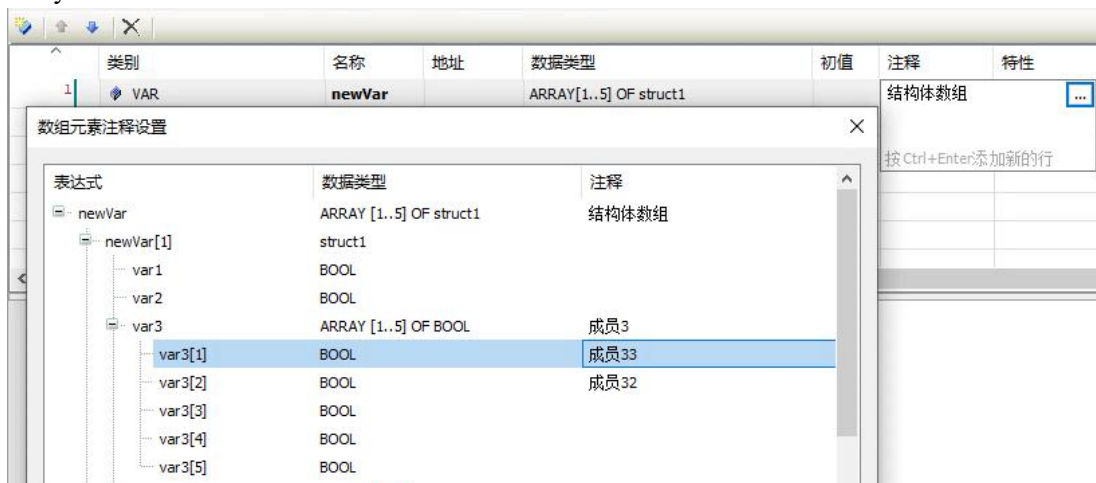 类别 名称 地址 数据类型 初值 注释 特性
1 VAR newVar ARRAY[1..5] OF struct1 结构体数组 ...
按Ctrl+Enter添加新的行
数组元素注释设置
表达式 数据类型 注释
newVar ARRAY [1..5] OF struct1 结构体数组
newVar[1] struct1
var1 BOOL
var2 BOOL
var3 ARRAY [1..5] OF BOOL 成员3
var3[1] BOOL 成员33
var3[2] BOOL 成员32
var3[3] BOOL
var3[4] BOOL
var3[5] BOOL